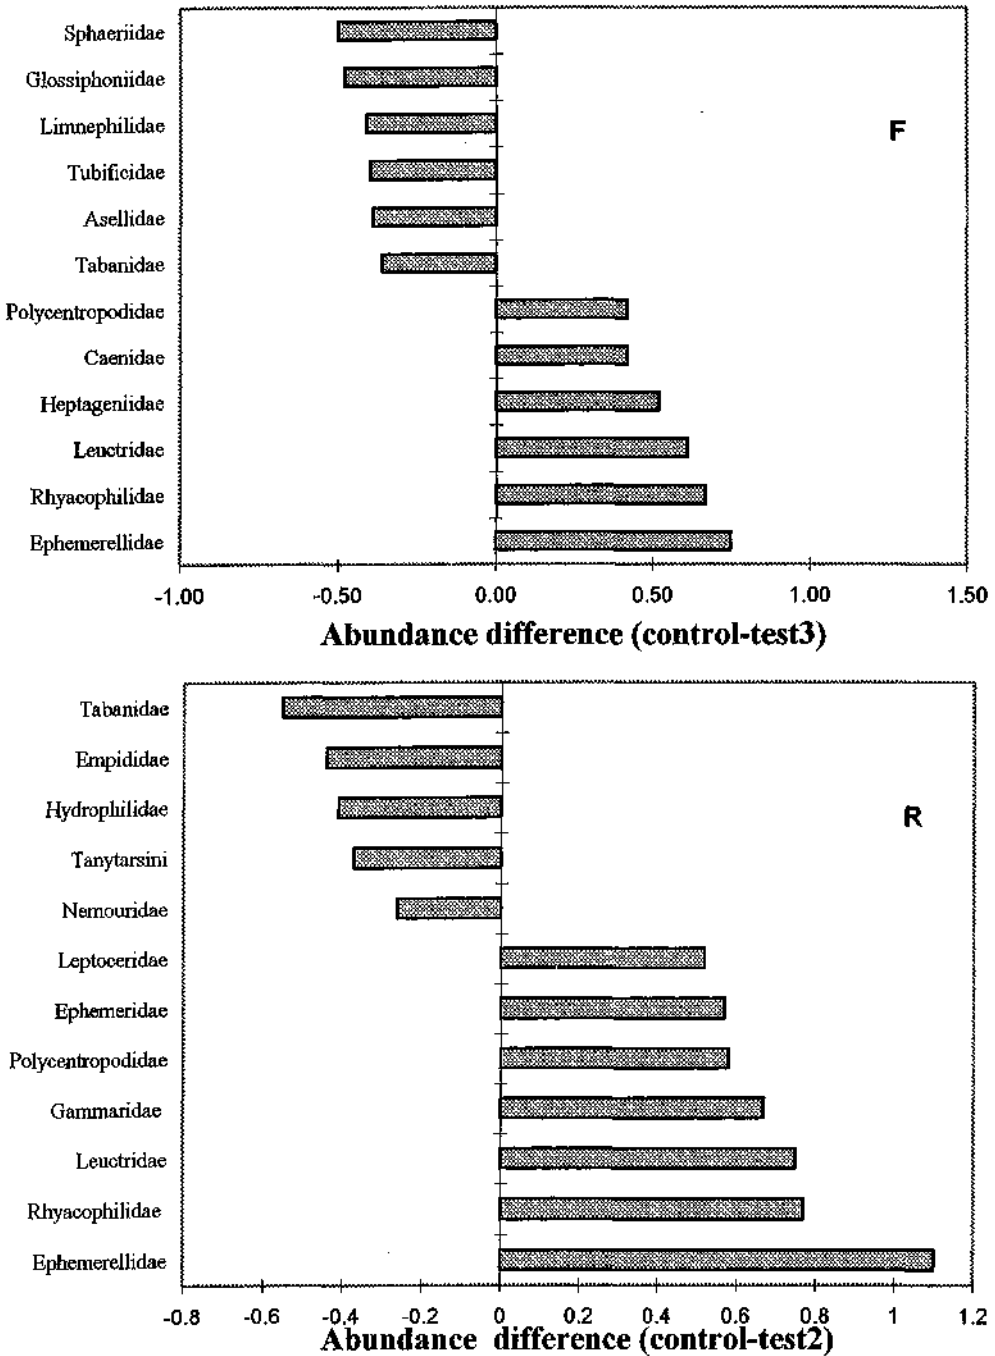 Sphaeriidae
Glossiphoniidae
Limnephilidae
F
Tubificidae
Asellidae
Tabanidae
Polycentropodidae
Caenidae
Heptageniidae
Leuctridae
Rhyacophilidae
Ephemerellidae
-1.00 -0.50 0.00 0.50 1.00 1.50
Abundance difference (control-test3)
Tabanidae
Empididae
Hydrophilidae
R
Tanytarsini
Nemouridae
Leptoceridae
Ephemeridae
Polycentropodidae
Gammaridae
Leuctridae
Rhyacophilidae
Ephemerellidae
-0.8 -0.6 -0.4 -0.2 0 0.2 0.4 0.6 0.8 1 1.2
Abundance difference (control-test2)